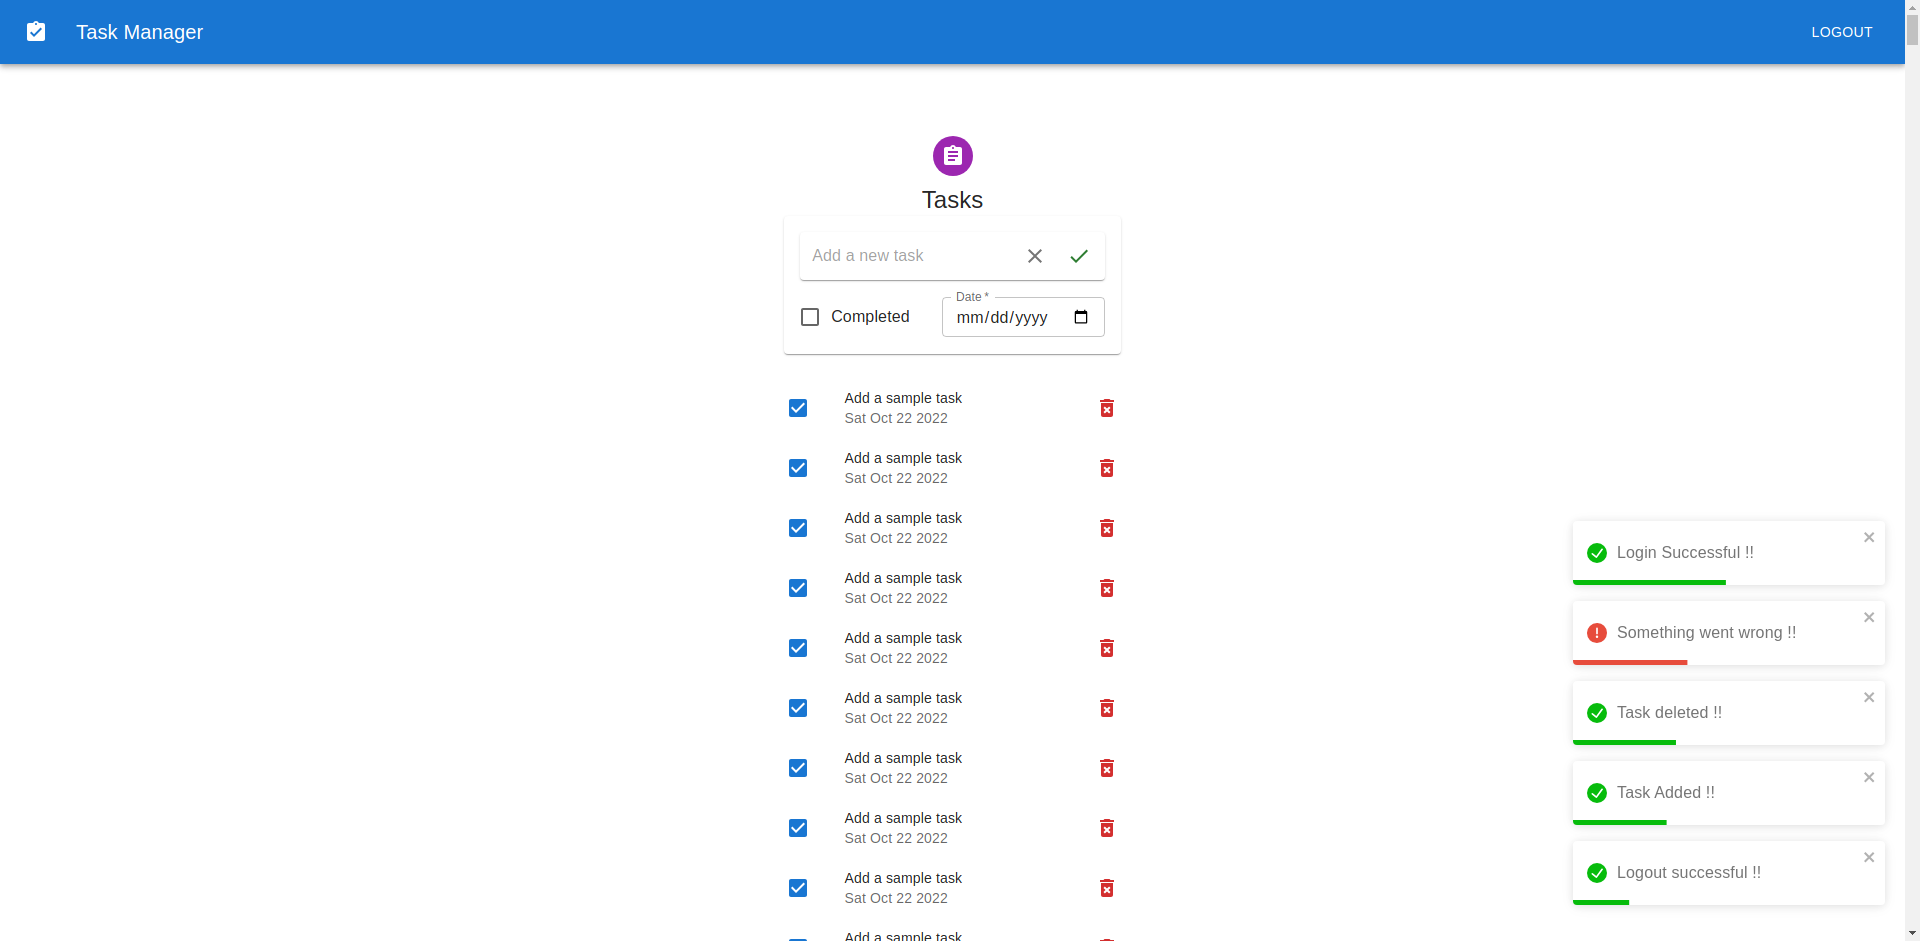 Task Manager
LOGOUT
Tasks
Add a new task
Completed
Date *
mm/dd/yyyy
Add a sample task
Sat Oct 22 2022
Add a sample task
Sat Oct 22 2022
Add a sample task
Sat Oct 22 2022
Add a sample task
Sat Oct 22 2022
Add a sample task
Sat Oct 22 2022
Add a sample task
Sat Oct 22 2022
Add a sample task
Sat Oct 22 2022
Add a sample task
Sat Oct 22 2022
Add a sample task
Sat Oct 22 2022
Add a sample task
Login Successful !!
Something went wrong !!
Task deleted !!
Task Added !!
Logout successful !!